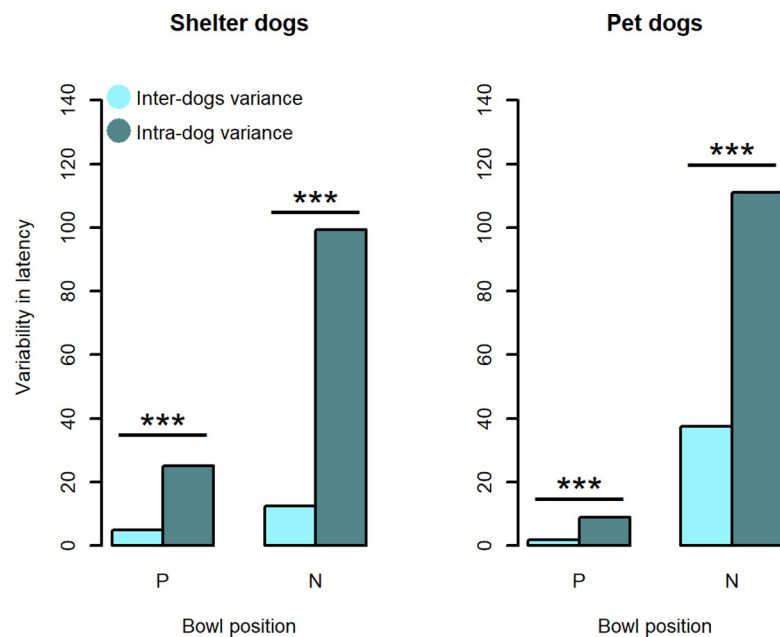 Shelter dogs
Inter-dogs variance
Intra-dog variance
Variability in latency
140
120
100
80
60
40
20
0
***
***
P
N
Bowl position
Pet dogs
140
120
100
80
60
40
20
0
***
***
P
N
Bowl position